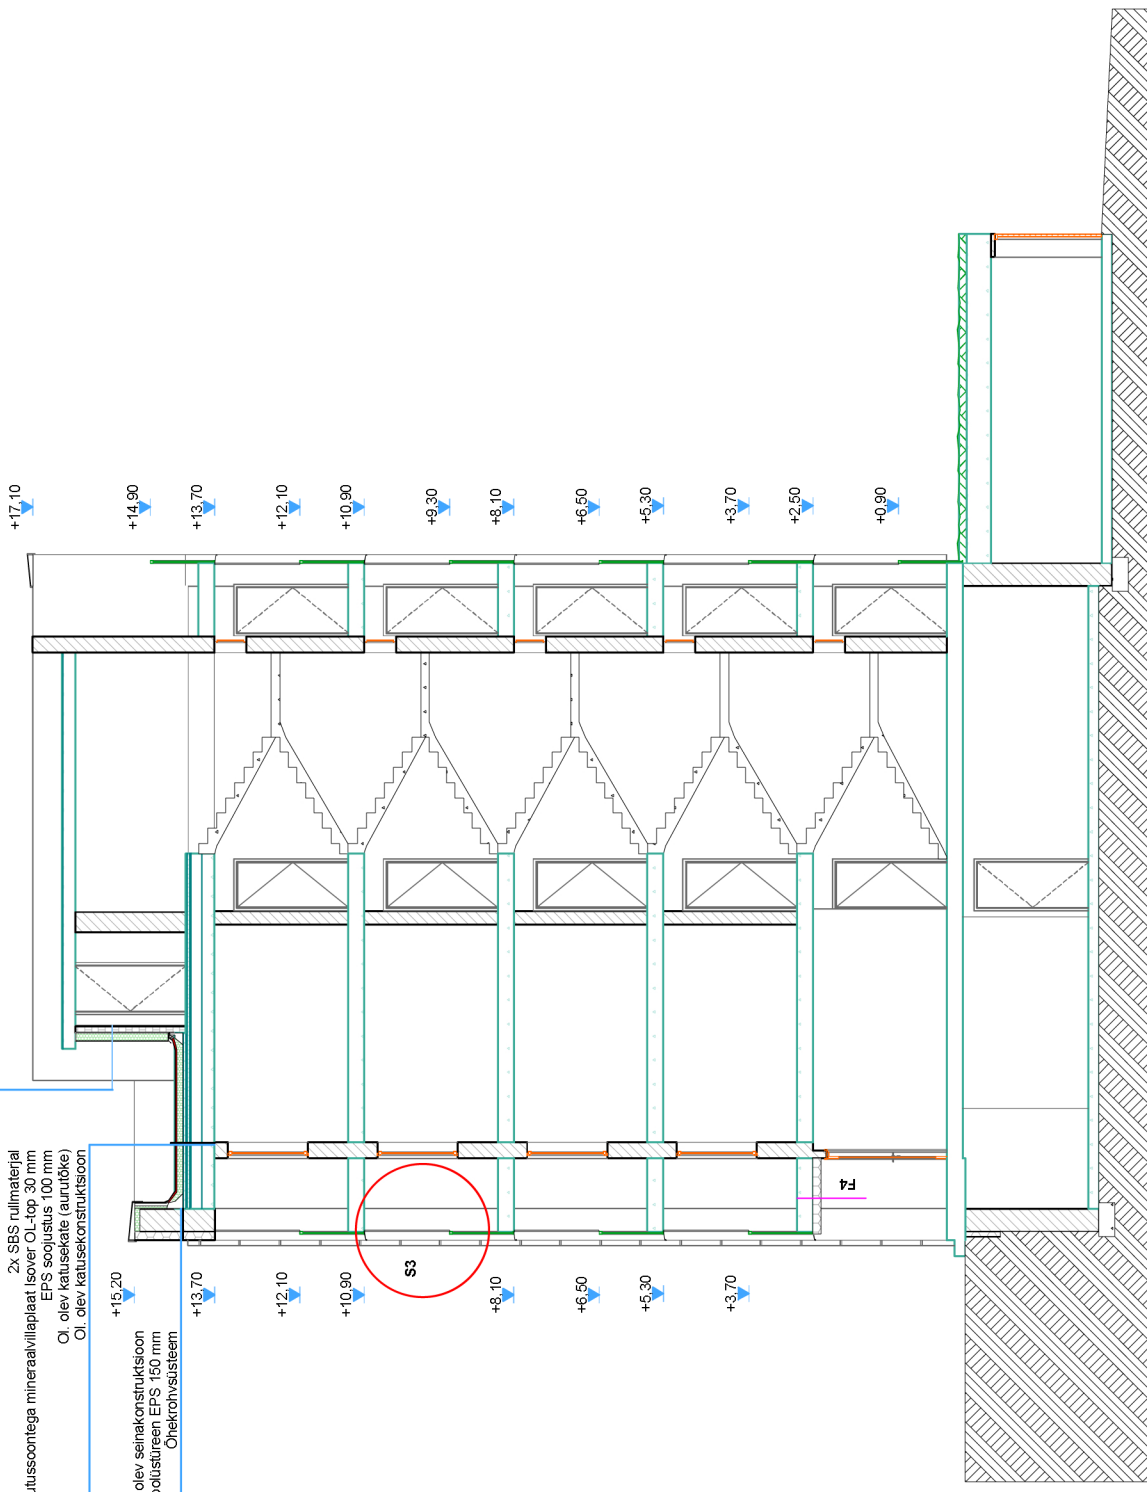 +17,10
+14,90
+13,70
+12,10
+10,90
+9,30
+8,10
+6,50
+5,30
+3,70
+2,50
+0,90
2x SBS rullmaterjal
mineraalvillaplaat Isover OL-top 30 mm
EPS soojustus 100 mm
Ol. olev katusekate (aurutõke)
Ol. olev katusekonstruktsioon
olev seinakonstruktsioon
EPS 150 mm
Õhekrohvsüsteem
+15,20
+13,70
+12,10
+10,90
S3
+8,10
+6,50
+5,30
+3,70
F4